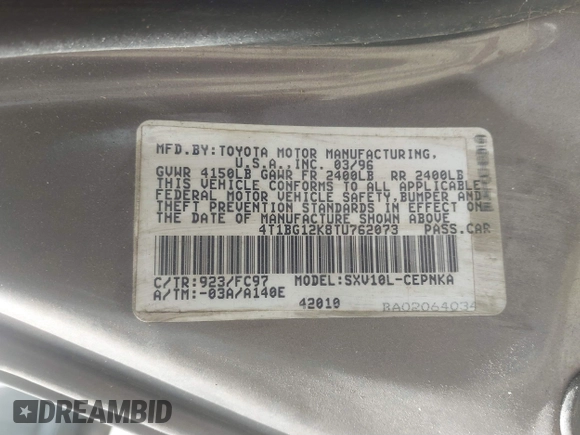 MFD.BY:TOYOTA MOTOR MANUFACTURING,
U.S.A.,INC. 03/96
GVWR 4150LB GAWR FR 2400LB RR 2400LB
THIS VEHICLE CONFORMS TO ALL APPLICABLE
FEDERAL MOTOR VEHICLE SAFETY,BUMPER AND
THEFT PREVENTION STANDARDS IN EFFECT ON
THE DATE OF MANUFACTURE SHOWN ABOVE
4T1BG12K8TU762073 PASS.CAR
C/TR:923/FC97 MODEL:SXV10L-CEPNKA
A/TM:-03A/A140E
42010 BA02064034
DREAMBID